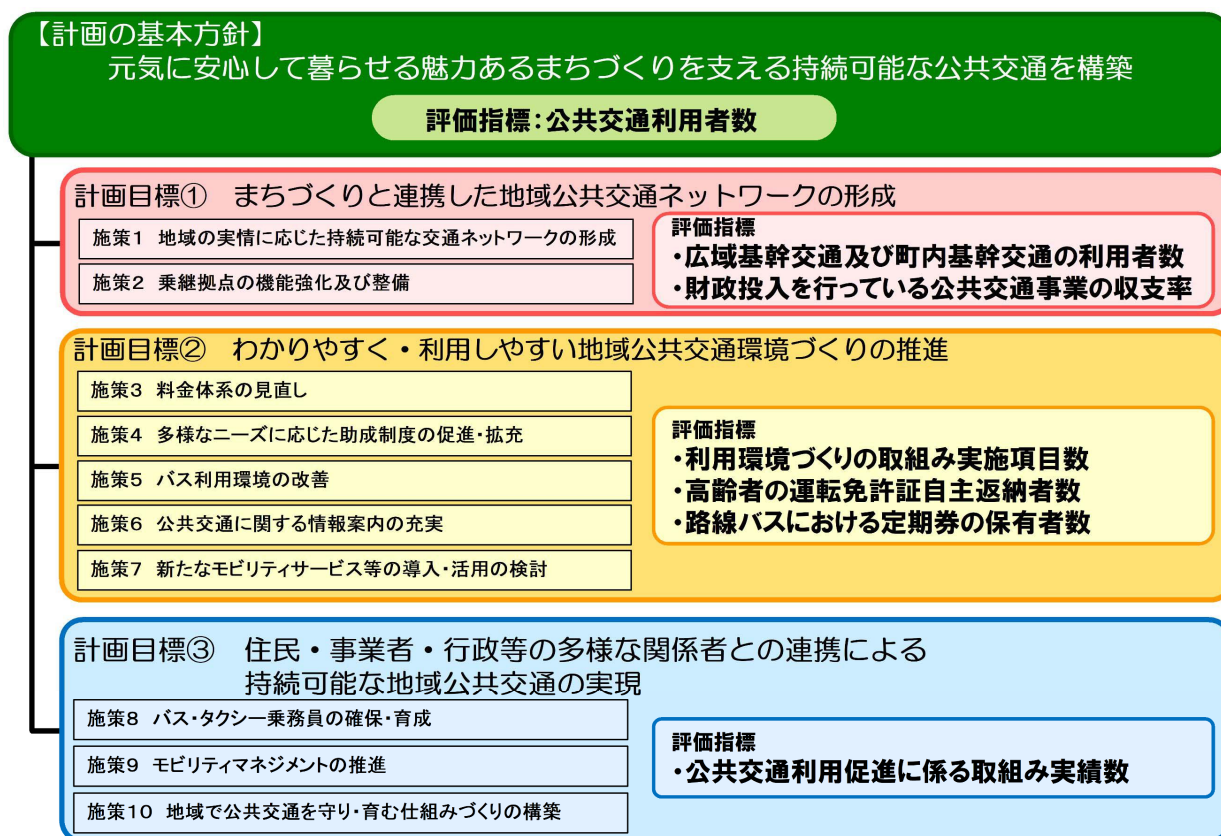 【計画の基本方針】
元気に安心して暮らせる魅力あるまちづくりを支える持続可能な公共交通を構築
評価指標:公共交通利用者数
計画目標① まちづくりと連携した地域公共交通ネットワークの形成
施策1 地域の実情に応じた持続可能な交通ネットワークの形成
施策2 乗継拠点の機能強化及び整備
評価指標
・広域基幹交通及び町内基幹交通の利用者数
・財政投入を行っている公共交通事業の収支率
計画目標② わかりやすく・利用しやすい地域公共交通環境づくりの推進
施策3 料金体系の見直し
施策4 多様なニーズに応じた助成制度の促進・拡充
施策5 バス利用環境の改善
施策6 公共交通に関する情報案内の充実
施策7 新たなモビリティサービス等の導入・活用の検討
評価指標
・利用環境づくりの取組み実施項目数
・高齢者の運転免許証自主返納者数
・路線バスにおける定期券の保有者数
計画目標③ 住民・事業者・行政等の多様な関係者との連携による
持続可能な地域公共交通の実現
施策8 バス・タクシー乗務員の確保・育成
施策9 モビリティマネジメントの推進
施策10 地域で公共交通を守り・育む仕組みづくりの構築
評価指標
・公共交通利用促進に係る取組み実績数